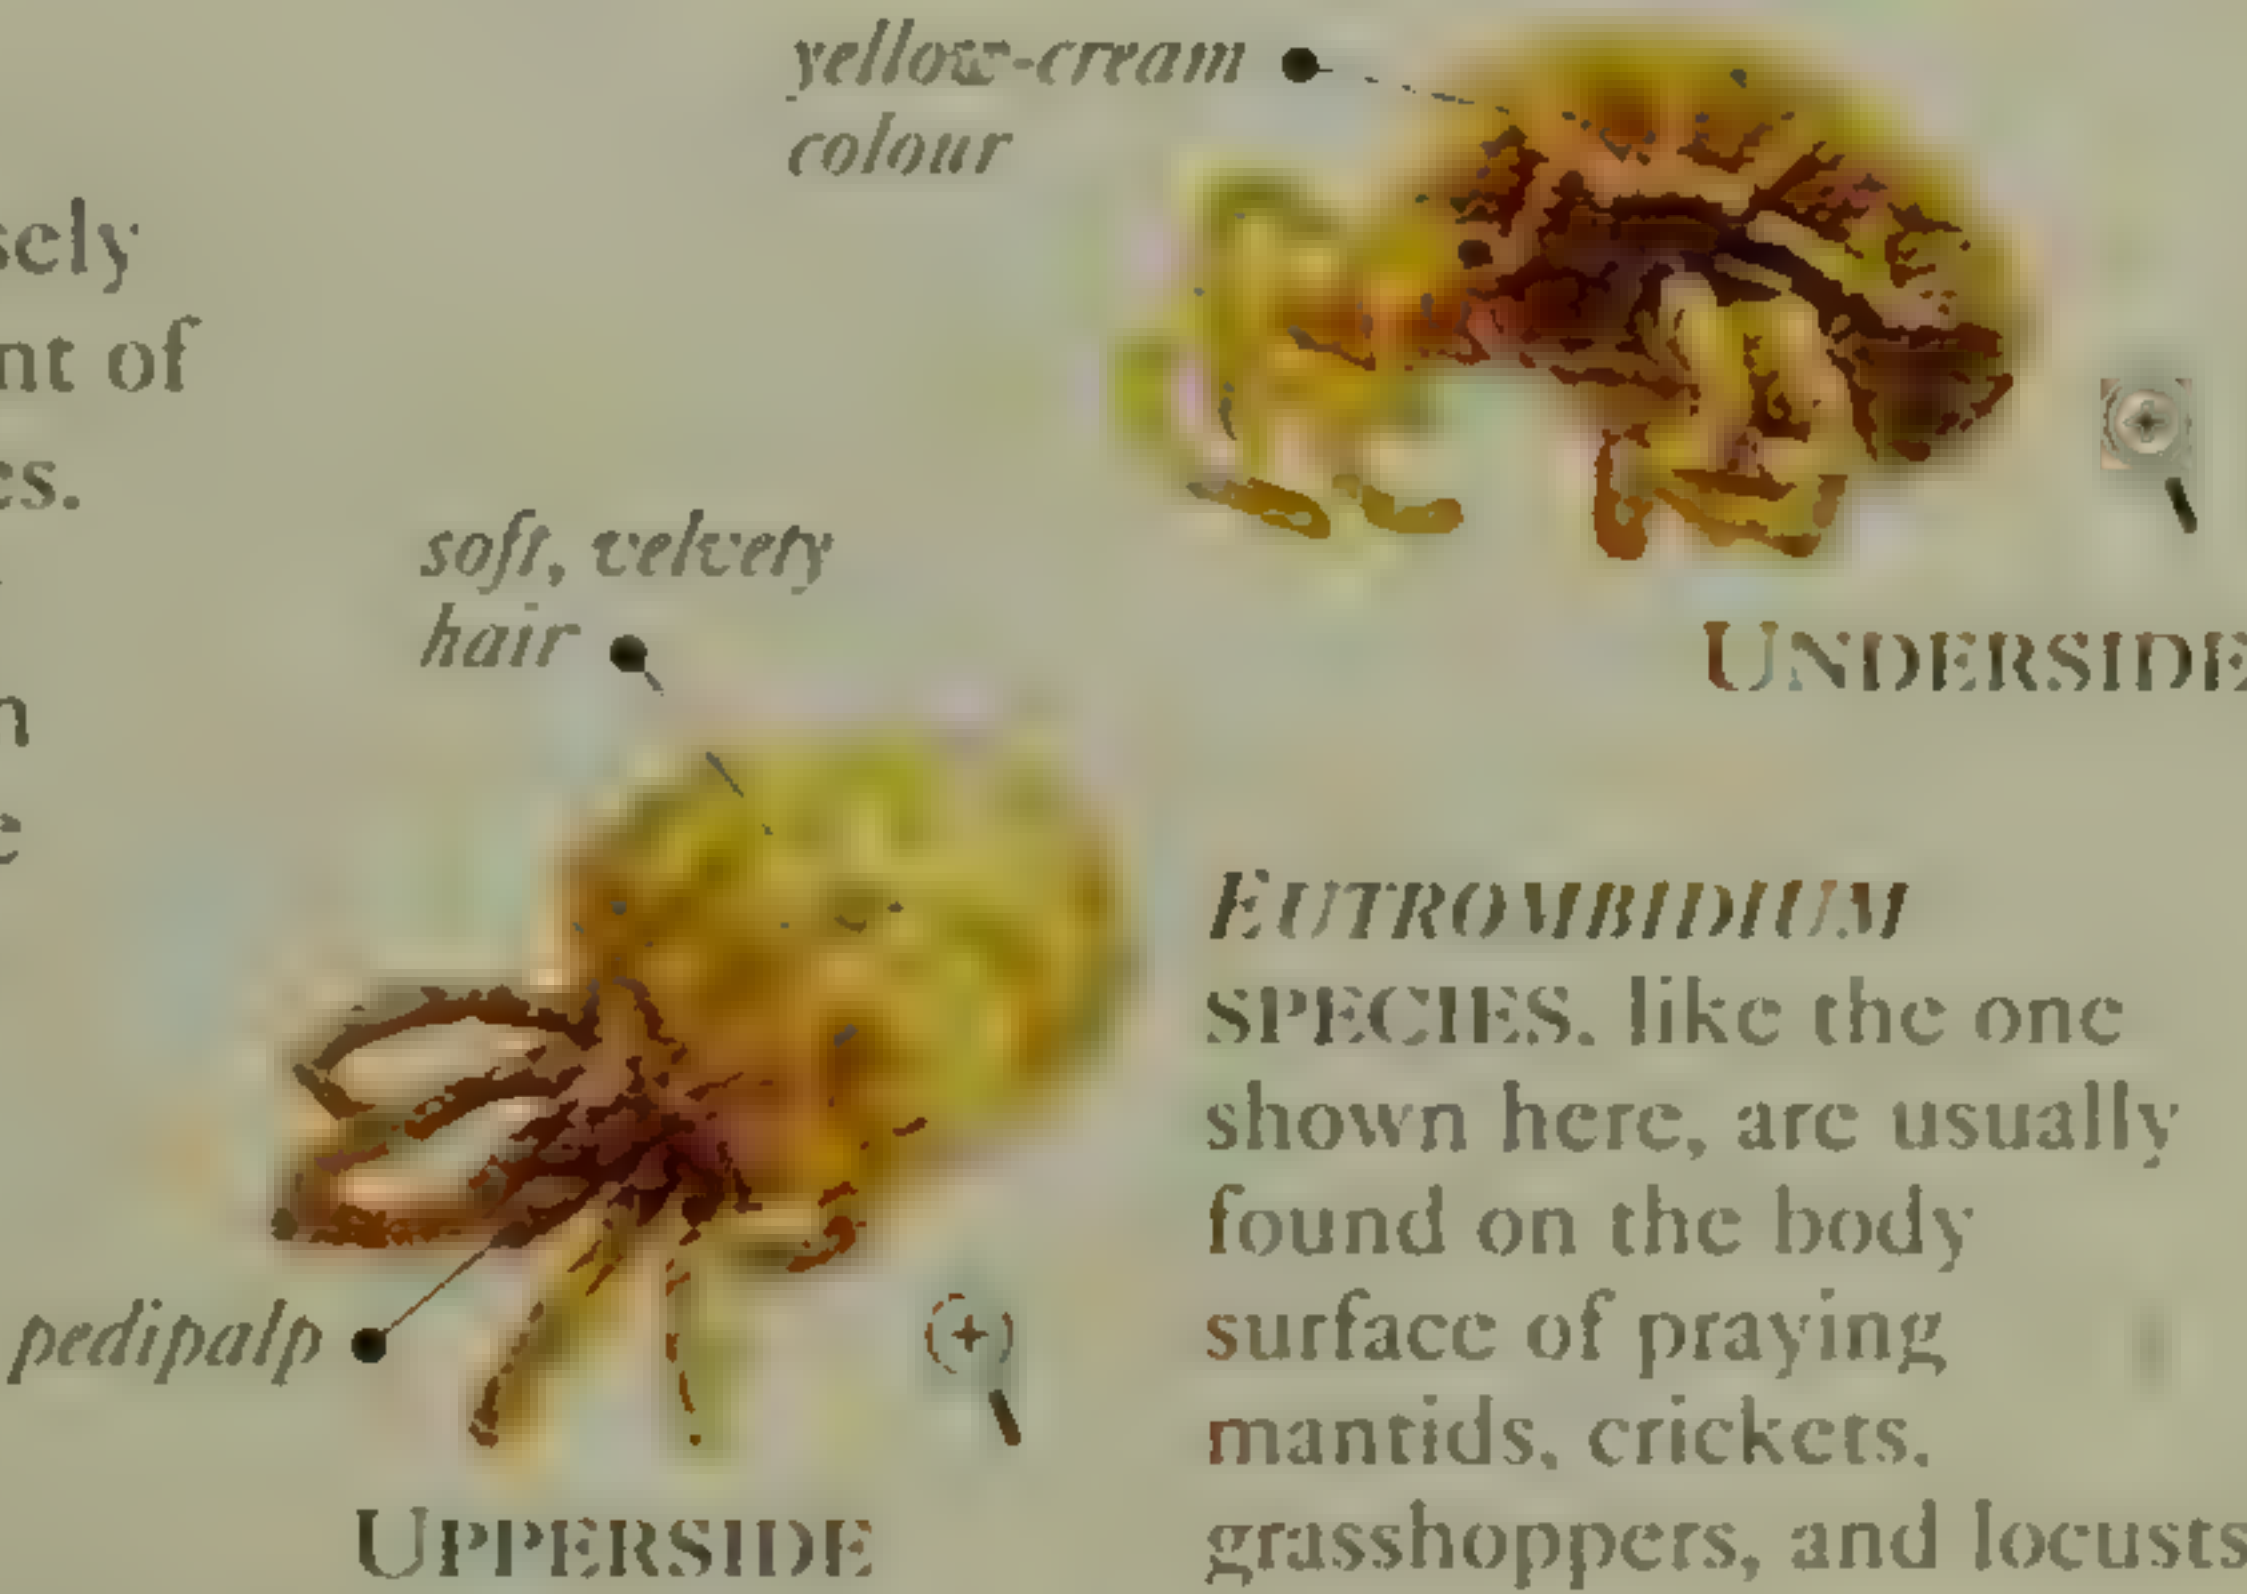 yellow-cream
colour
sely
nt of
es.
soft, velvety
hair
n
e
UNDERSIDE
EUTROMBIDIUM
SPECIES, like the one
shown here, are usually
found on the body
surface of praying
mantids, crickets,
grasshoppers, and locusts
pedipalp
UPPERSIDE